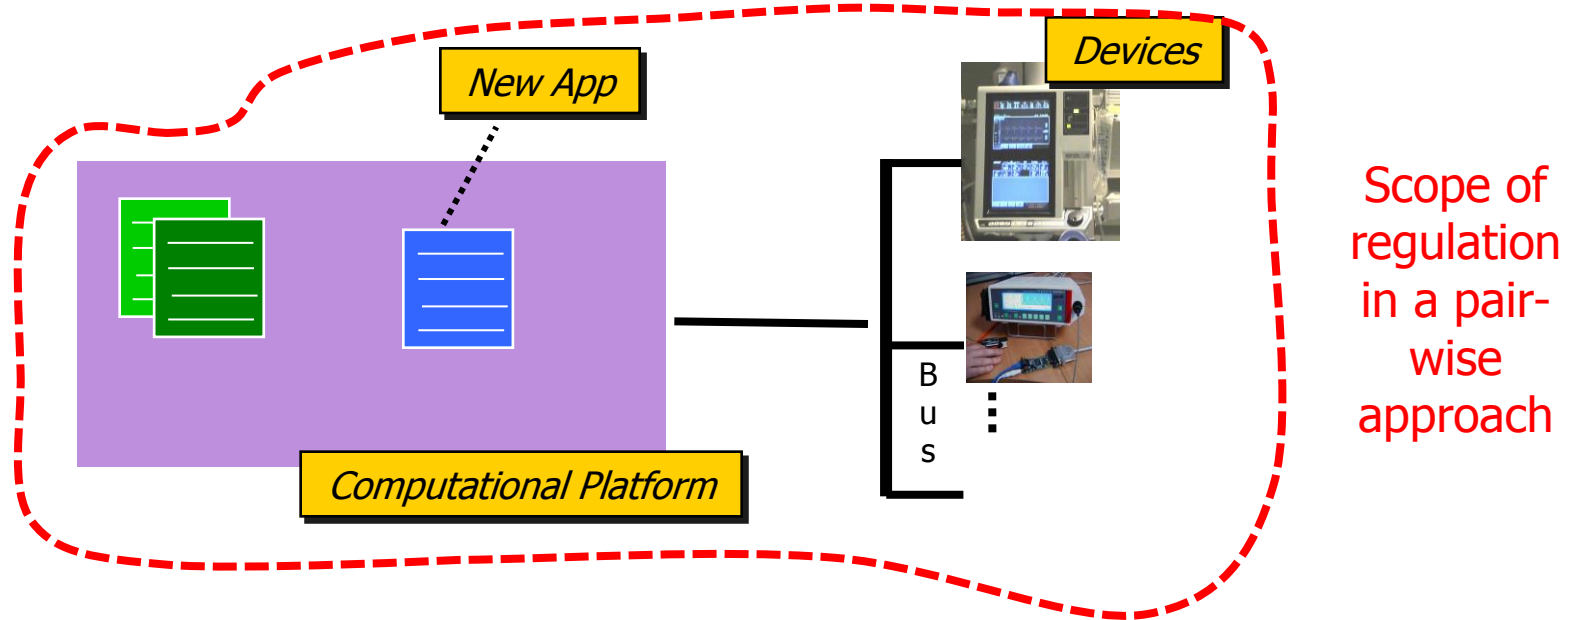 New App
Devices
Scope of
regulation
in a pair-
wise
approach
B
u
s
Computational Platform